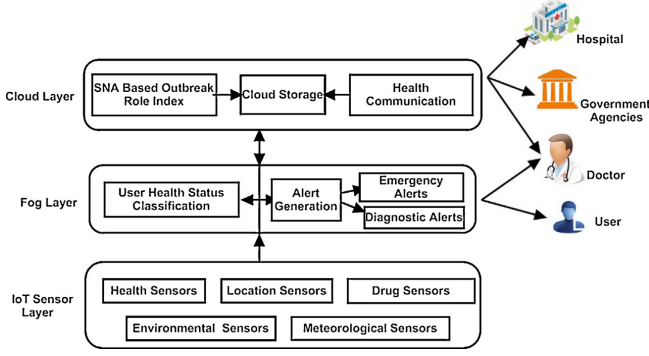 Hospital
Cloud Layer
SNA Based Outbreak
Role Index
Cloud Storage
Health
Communication
Government
Agencies
Doctor
Fog Layer
User Health Status
Classification
Alert
Generation
Emergency
Alerts
Diagnostic Alerts
User
IoT Sensor
Layer
Health Sensors
Location Sensors
Drug Sensors
Environmental Sensors
Meteorological Sensors